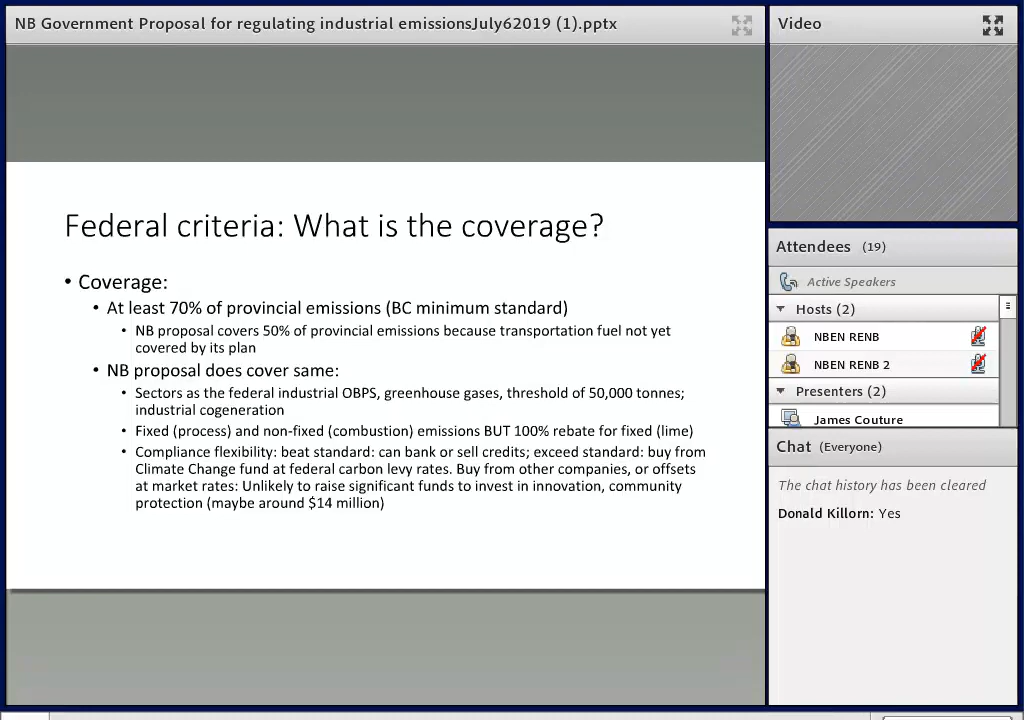 NB Government Proposal for regulating industrial emissionsJuly62019 (1).pptx
Federal criteria: What is the coverage?
• Coverage:
• At least 70% of provincial emissions (BC minimum standard)
• NB proposal covers 50% of provincial emissions because transportation fuel not yet
covered by its plan
• NB proposal does cover same:
• Sectors as the federal industrial OBPS, greenhouse gases, threshold of 50,000 tonnes;
industrial cogeneration
• Fixed (process) and non-fixed (combustion) emissions BUT 100% rebate for fixed (lime)
• Compliance flexibility: beat standard: can bank or sell credits; exceed standard: buy from
Climate Change fund at federal carbon levy rates. Buy from other companies, or offsets
at market rates: Unlikely to raise significant funds to invest in innovation, community
protection (maybe around $14 million)
Video
Attendees (19)
Active Speakers
Hosts (2)
NBEN RENB
NBEN RENB 2
Presenters (2)
James Couture
Chat (Everyone)
The chat history has been cleared
Donald Killorn: Yes